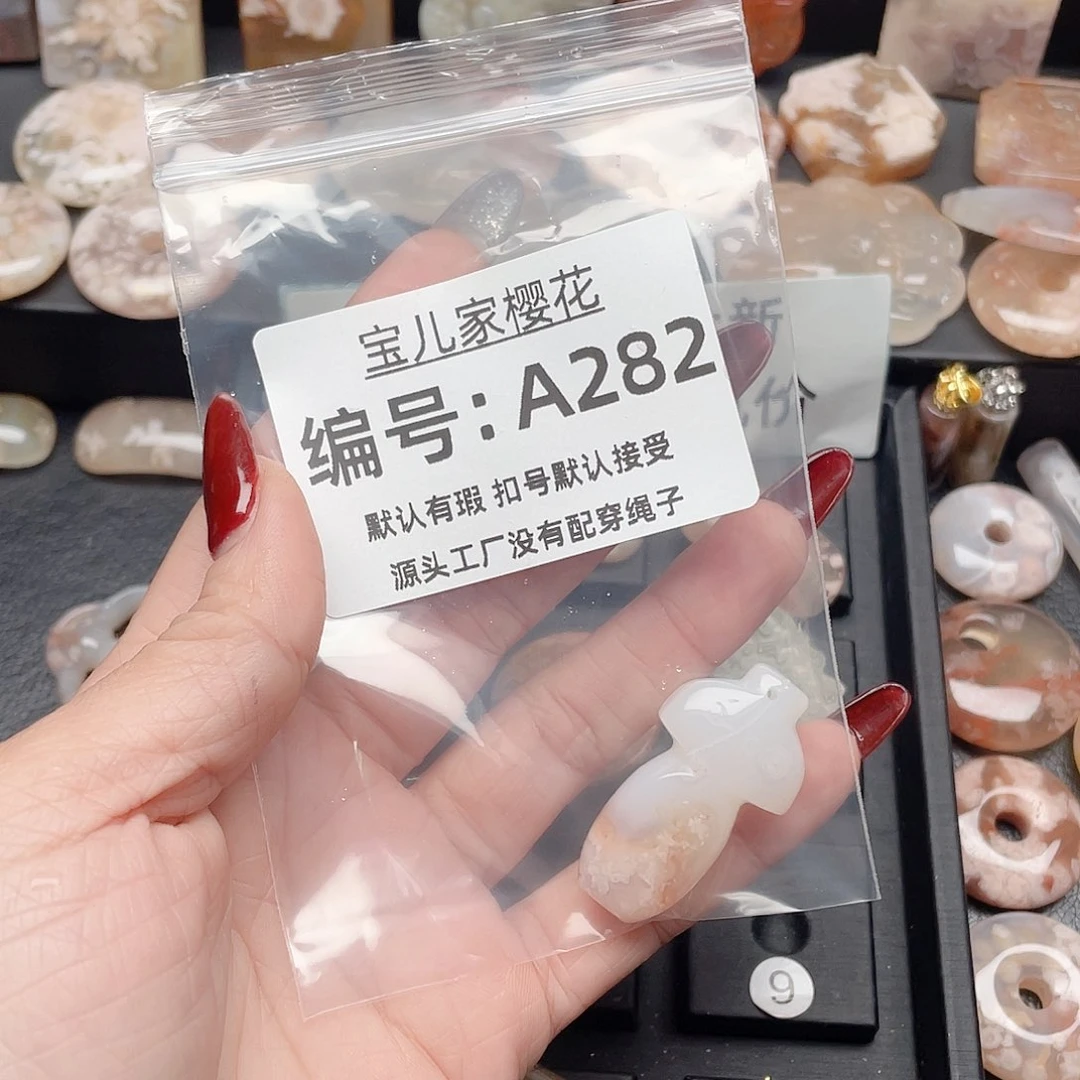 宝儿家樱花
编号:A282
默认有瑕 扣号默认接受
源头工厂没有配穿绳子
新
9